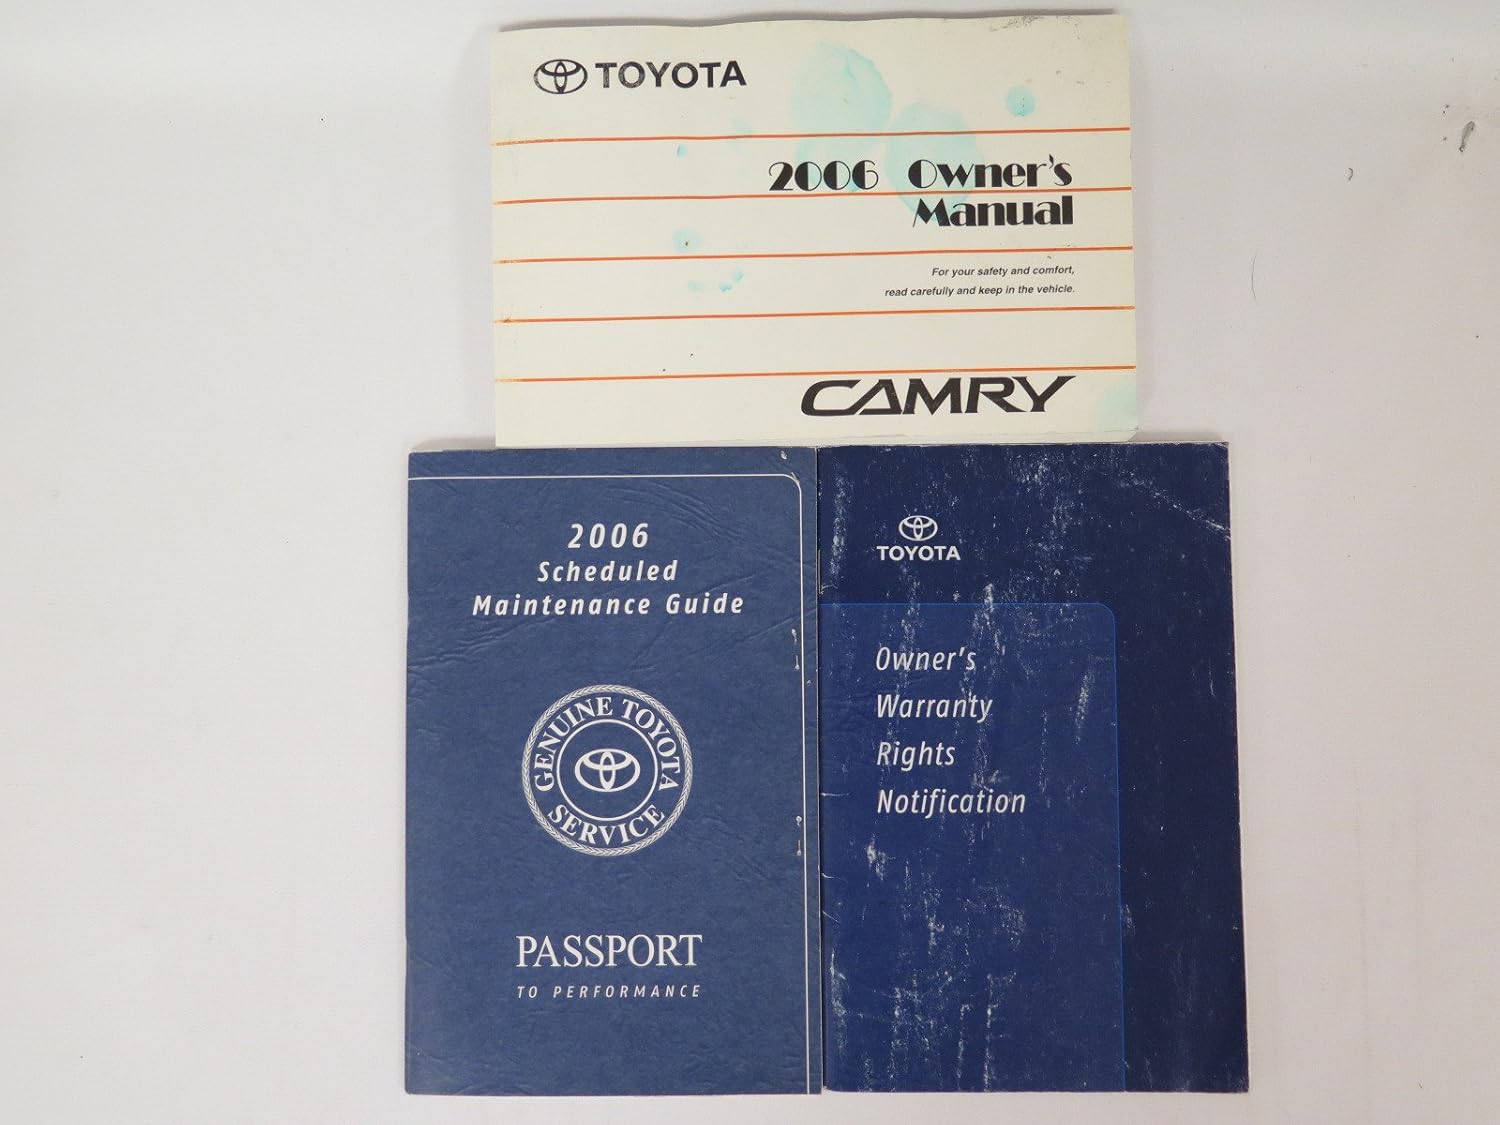 TOYOTA
2006 Owner's
Manual
For your safety and comfort,
read carefully and keep in the vehicle.
CAMRY
2006
Scheduled
Maintenance Guide
GENUINE TOYOTA
SERVICE
PASSPORT
TO PERFORMANCE
TOYOTA
Owner's
Warranty
Rights
Notification